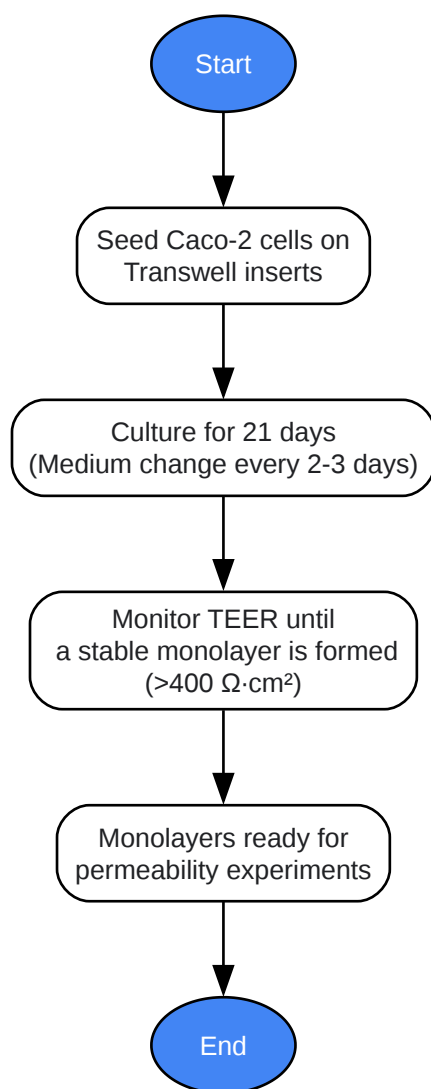 Start
Seed Caco-2 cells on
Transwell inserts
Culture for 21 days
(Medium change every 2-3 days)
Monitor TEER until
a stable monolayer is formed
(>400 Ω·cm²)
Monolayers ready for
permeability experiments
End